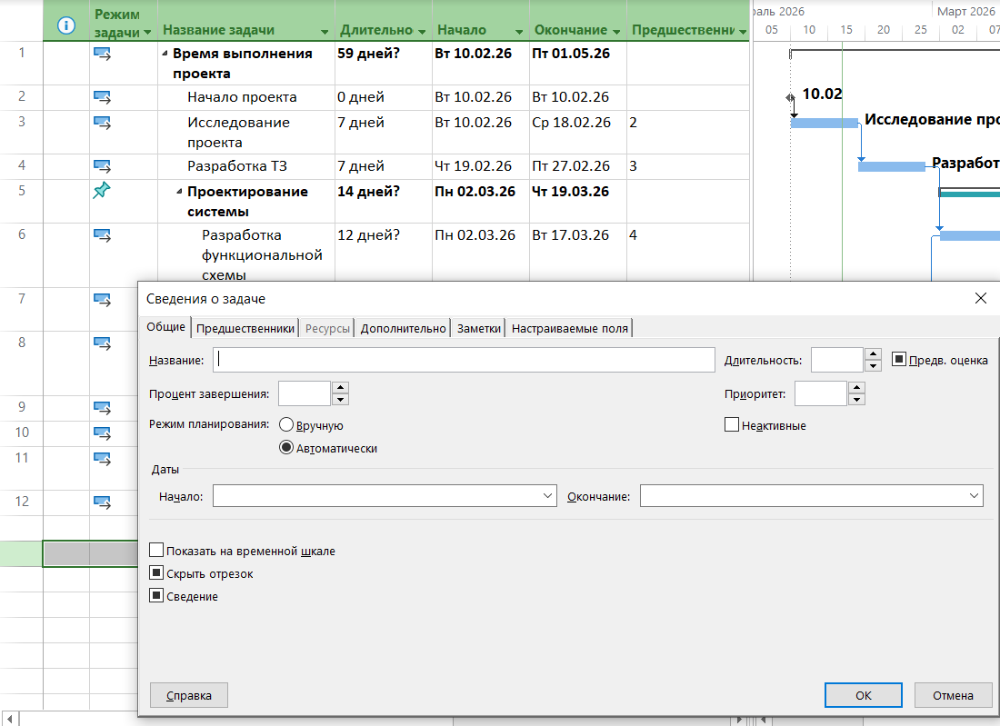 Режим
задачи Название задачи Длительно Начало Окончание Предшественни
раль 2026 Март 2026
05 10 15 20 25 02 07
1 Время выполнения проекта 59 дней? Вт 10.02.26 Пт 01.05.26
2 Начало проекта 0 дней Вт 10.02.26 Вт 10.02.26
10.02
3 Исследование проекта 7 дней Вт 10.02.26 Ср 18.02.26 2
Исследование про
4 Разработка ТЗ 7 дней Чт 19.02.26 Пт 27.02.26 3
Разработ
5 Проектирование системы 14 дней? Пн 02.03.26 Чт 19.03.26
6 Разработка функциональной схемы 12 дней? Пн 02.03.26 Вт 17.03.26 4
7
8
9
10
11
12
Сведения о задаче
Общие Предшественники Ресурсы Дополнительно Заметки Настраиваемые поля
Название: Длительность: Предв. оценка
Процент завершения: Приоритет:
Режим планирования: Вручную Неактивные
Автоматически
Даты
Начало: Окончание:
Показать на временной шкале
Скрыть отрезок
Сведение
Справка ОК Отмена